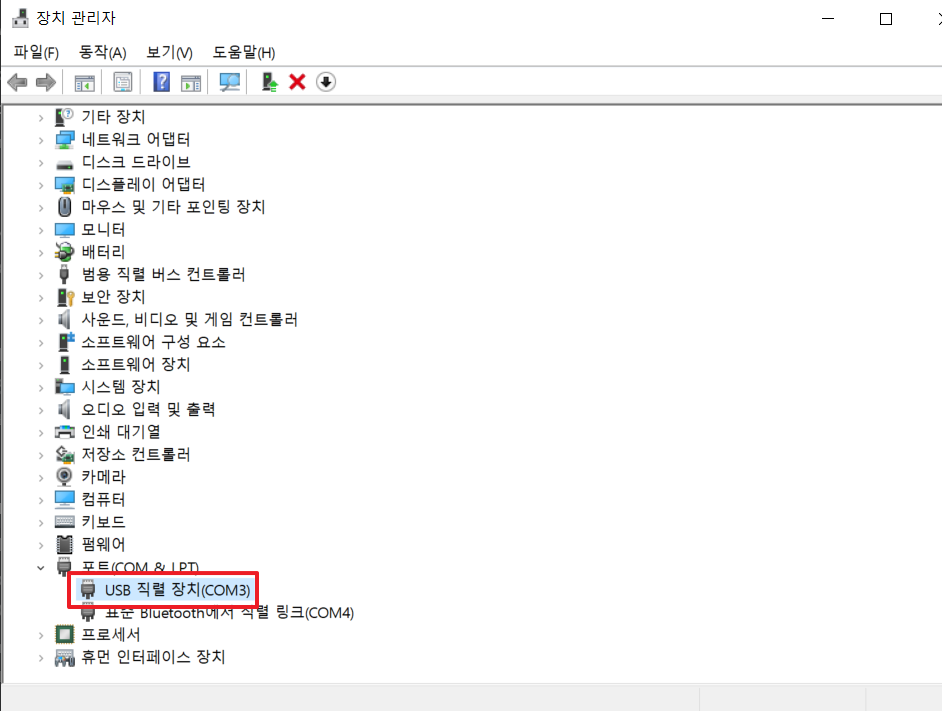 장치 관리자
파일(F) 동작(A) 보기(V) 도움말(H)
기타 장치
네트워크 어댑터
디스크 드라이브
디스플레이 어댑터
마우스 및 기타 포인팅 장치
모니터
배터리
범용 직렬 버스 컨트롤러
보안 장치
사운드, 비디오 및 게임 컨트롤러
소프트웨어 구성 요소
소프트웨어 장치
시스템 장치
오디오 입력 및 출력
인쇄 대기열
저장소 컨트롤러
카메라
컴퓨터
키보드
펌웨어
포트(COM & LPT)
USB 직렬 장치(COM3)
표준 Bluetooth에서 직렬 링크(COM4)
프로세서
휴먼 인터페이스 장치